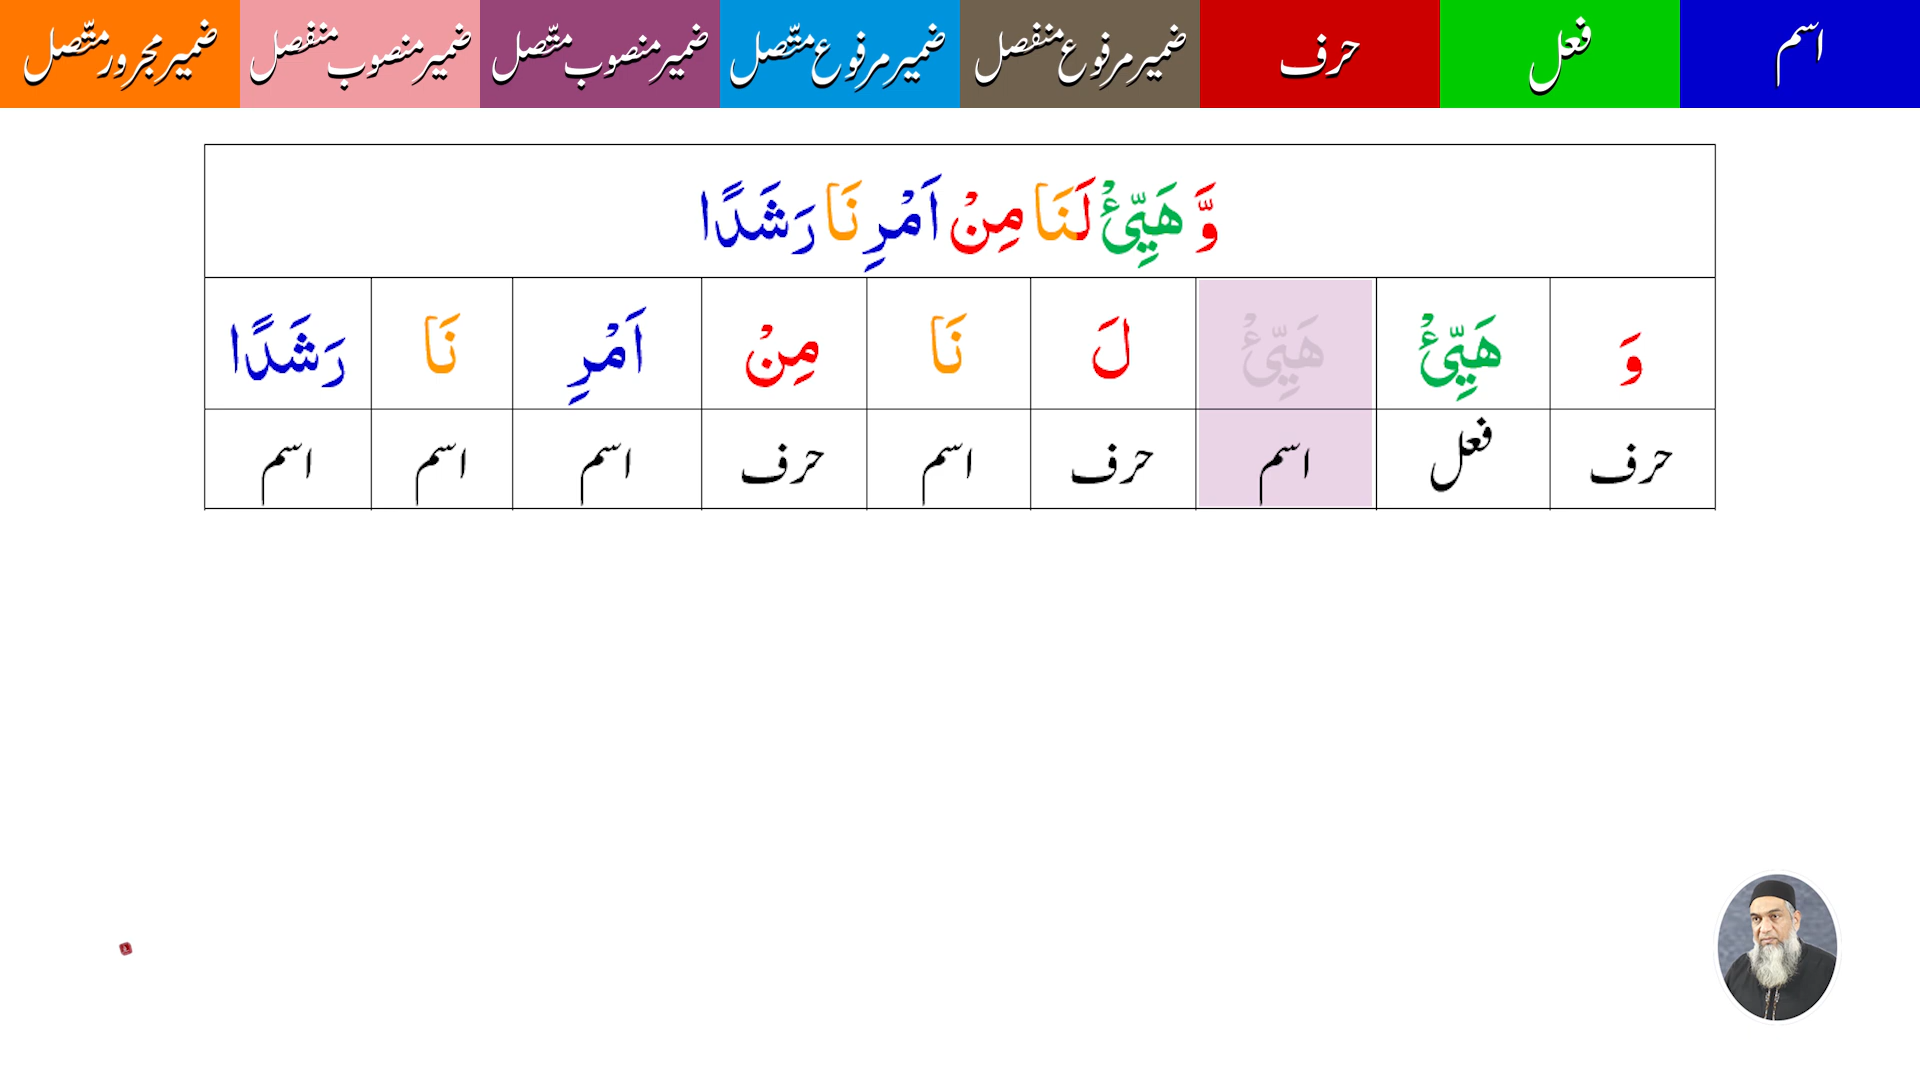 اسم فعل حرف ضمیر مرفوع منفصل ضمیر مرفوع متّصل ضمیر منصوب متّصل ضمیر منصوب منفصل ضمیر مجرور متّصل
وَّ هَيِّئْ لَنَا مِنْ اَمْرِنَا رَشَدًا
وَ هَيِّئْ هَيِّئْ لَ نَا مِنْ اَمْرِ نَا رَشَدًا
حرف فعل اسم حرف اسم حرف اسم اسم اسم